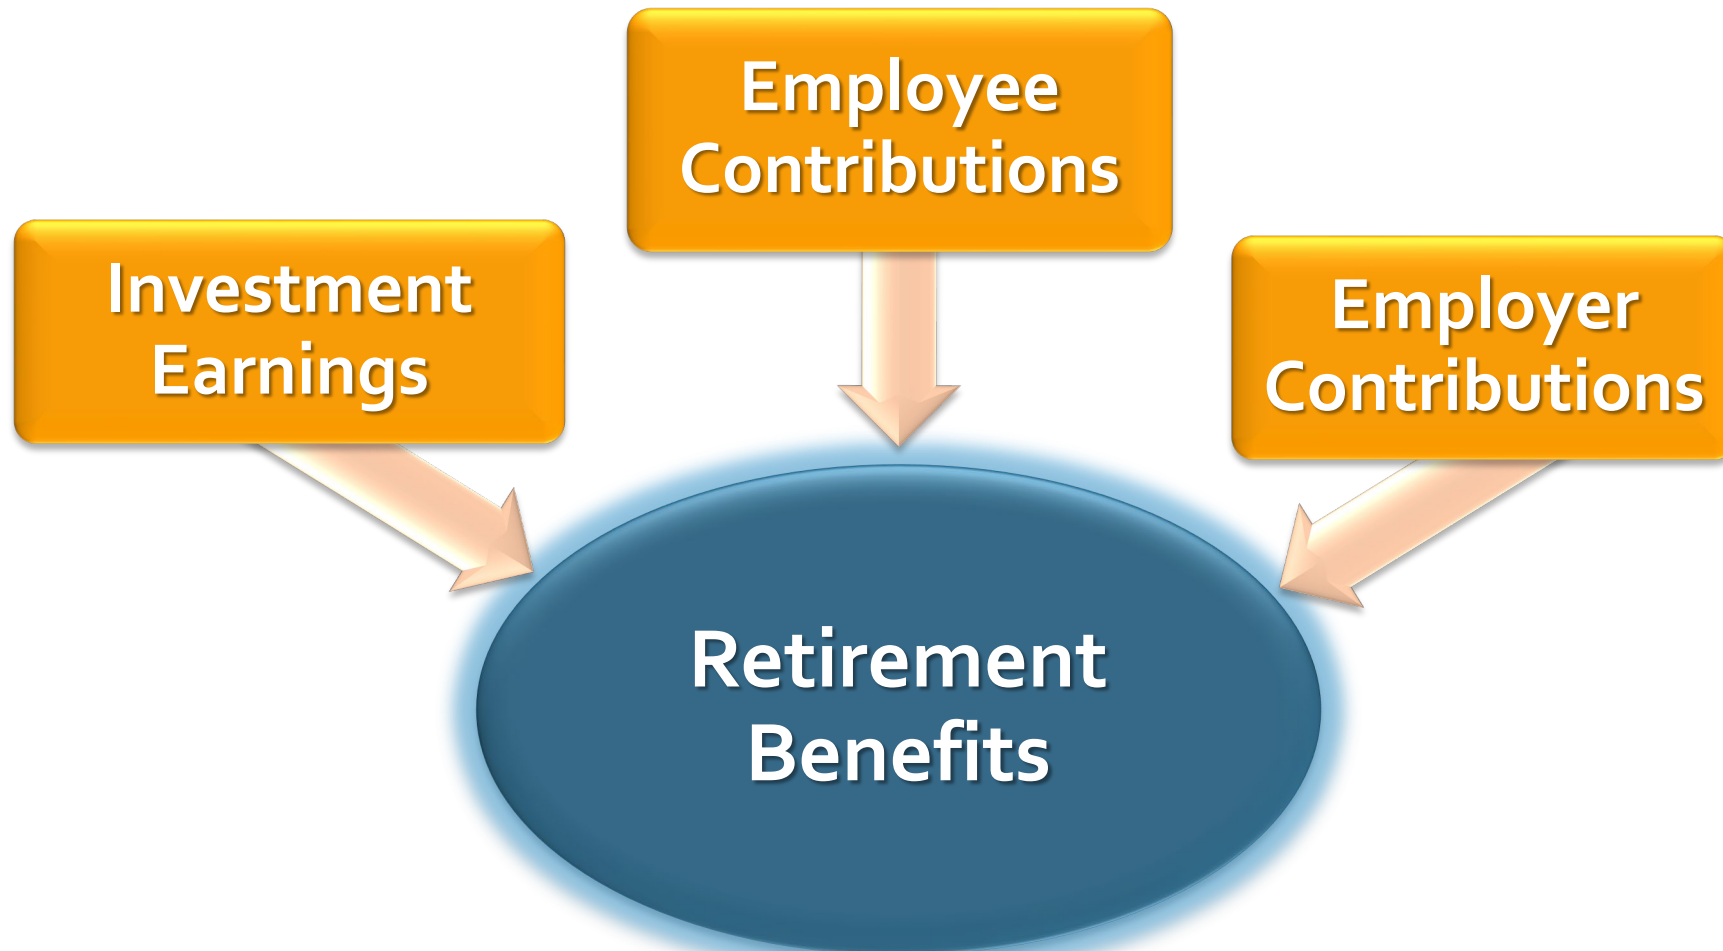 Employee
Contributions
Investment
Earnings
Employer
Contributions
Retirement
Benefits